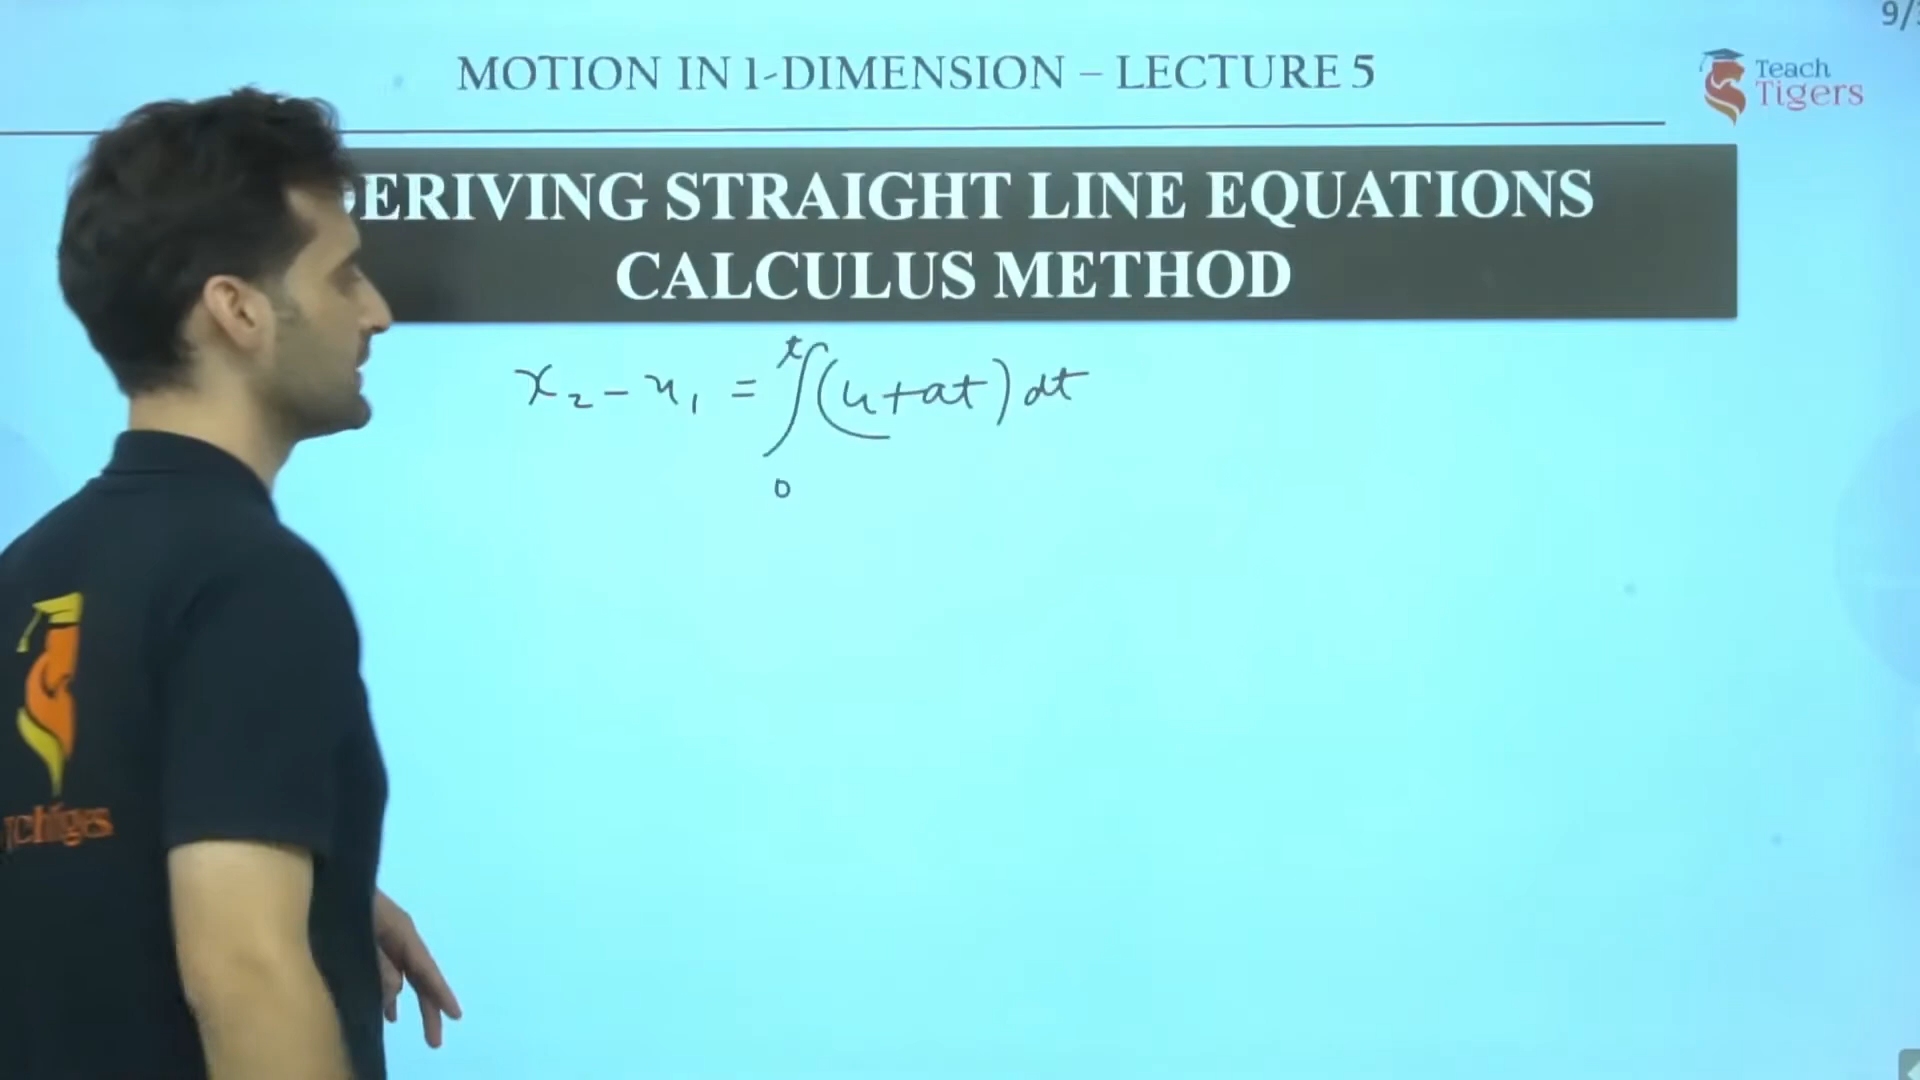 9/
MOTION IN 1-DIMENSION – LECTURE 5
Teach
Tigers
ERIVING STRAIGHT LINE EQUATIONS
CALCULUS METHOD
x₂ - x₁ = ∫₀ᵗ (u + at) dt